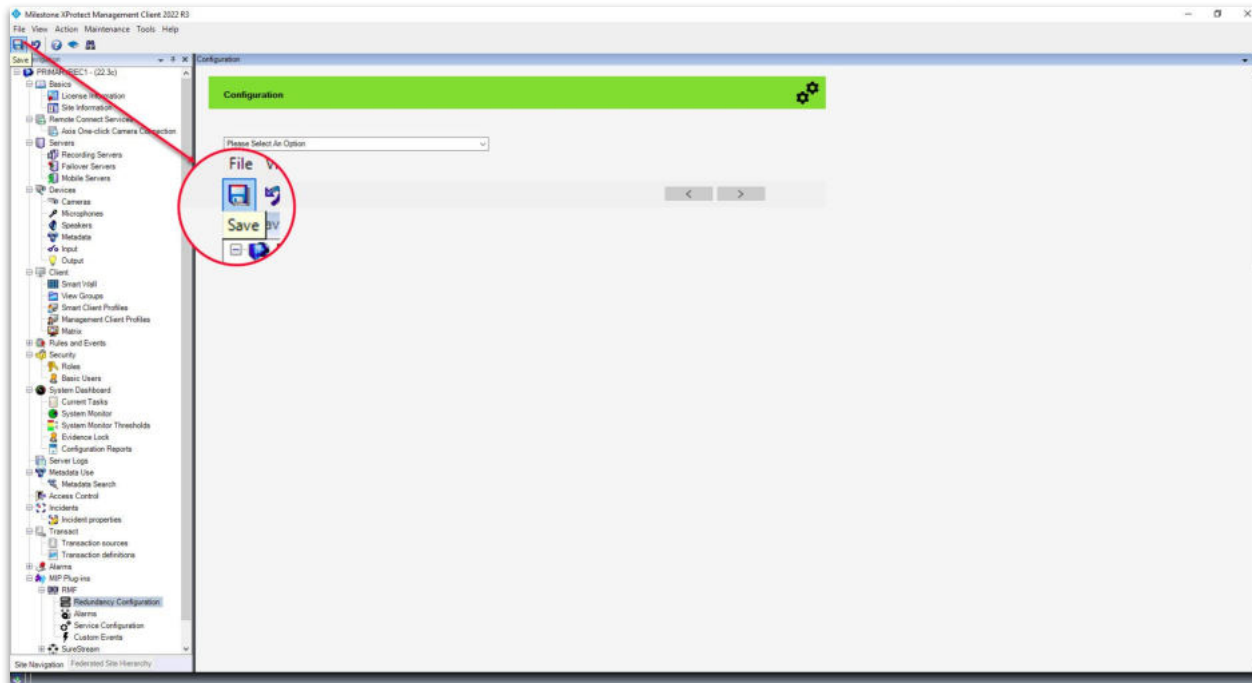 Milestone XProtect Management Client 2022 R3
File View Action Maintenance Tools Help
Save
Configuration
PRIMARYREC1 - (22.3c)
Basics
License Information
Site Information
Remote Connect Services
Axis One-click Camera Connection
Servers
Recording Servers
Failover Servers
Mobile Servers
Devices
Cameras
Microphones
Speakers
Metadata
Input
Output
Client
Smart Wall
View Groups
Smart Client Profiles
Management Client Profiles
Matrix
Rules and Events
Security
Roles
Basic Users
System Dashboard
Current Tasks
System Monitor
System Monitor Thresholds
Evidence Lock
Configuration Reports
Server Logs
Metadata Use
Metadata Search
Access Control
Incidents
Incident properties
Transact
Transaction sources
Transaction definitions
Alarms
MIP Plug-ins
RMF
Redundancy Configuration
Alarms
Service Configuration
Custom Events
SureStream
Site Navigation Federated Site Hierarchy
Configuration
Please Select An Option
File Vi
Save av
< >